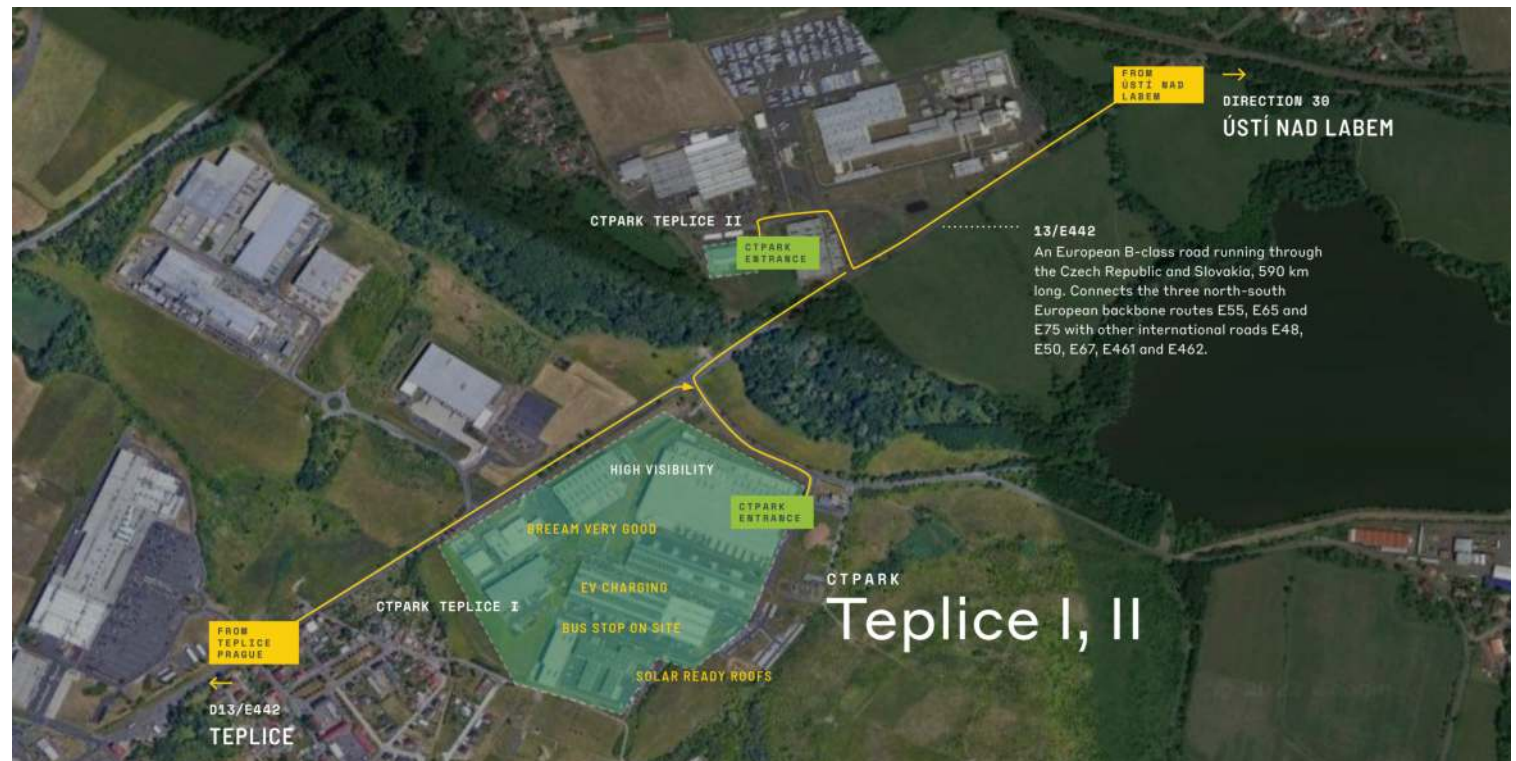 FROM
ÚSTÍ NAD
LABEM
→
DIRECTION 30
ÚSTÍ NAD LABEM
CTPARK TEPLICE II
CTPARK
ENTRANCE
13/E442
An European B-class road running through
the Czech Republic and Slovakia, 590 km
long. Connects the three north-south
European backbone routes E55, E65 and
E75 with other international roads E48,
E50, E67, E461 and E462.
HIGH VISIBILITY
CTPARK
ENTRANCE
BREEAM VERY GOOD
EV CHARGING
CTPARK TEPLICE I
BUS STOP ON SITE
SOLAR READY ROOFS
CTPARK
Teplice I, II
FROM
TEPLICE
PRAGUE
←
D13/E442
TEPLICE